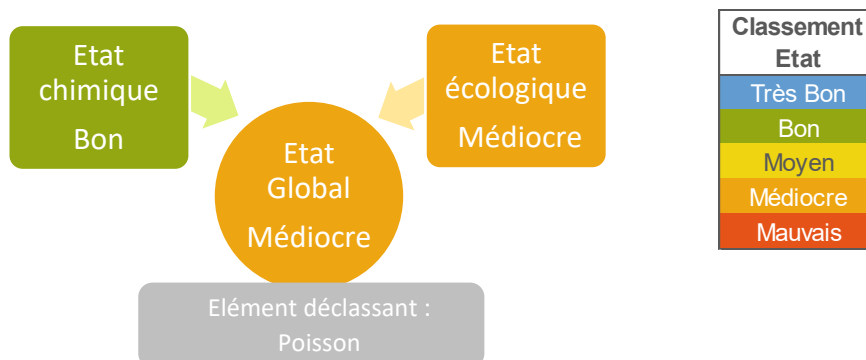 Etat
chimique
Bon
Etat
écologique
Médiocre
Etat
Global
Médiocre
Elément déclassant :
Poisson
Classement
Etat
Très Bon
Bon
Moyen
Médiocre
Mauvais